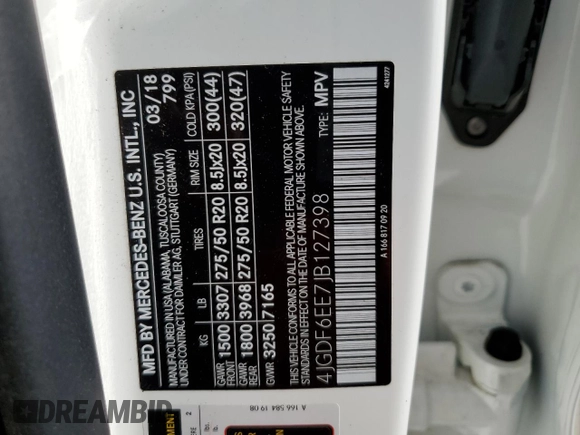 MFD BY MERCEDES-BENZ U.S. INTL., INC
MANUFACTURED IN USA/ALABAMA, TUSCALOOSA COUNTY)
UNDER CONTRACT FOR DAIMLER AG, STUTTGART (GERMANY)
03/18
799
KG LB TIRES RIM SIZE COLD KPA(PSI)
GAWR FRONT 1500 3307 275/50 R20 8.5Jx20 300(44)
GAWR REAR 1800 3968 275/50 R20 8.5Jx20 320(47)
GVWR 3250 7165
THIS VEHICLE CONFORMS TO ALL APPLICABLE FEDERAL MOTOR VEHICLE SAFETY
STANDARDS IN EFFECT ON THE DATE OF MANUFACTURE SHOWN ABOVE.
4JGDF6EE7JB127398 TYPE: MPV
A 166 817 09 20
4241277
A 166 584 19 08
DREAMBID